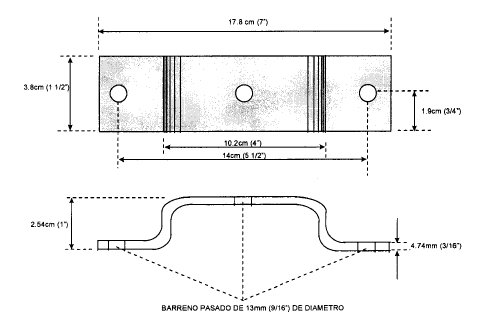 17.8 cm (7")
3.8cm (1 1/2")
1.9cm (3/4")
10.2cm (4")
14cm (5 1/2")
2.54cm (1")
4.74mm (3/16")
BARRENO PASADO DE 13mm (9/16") DE DIAMETRO